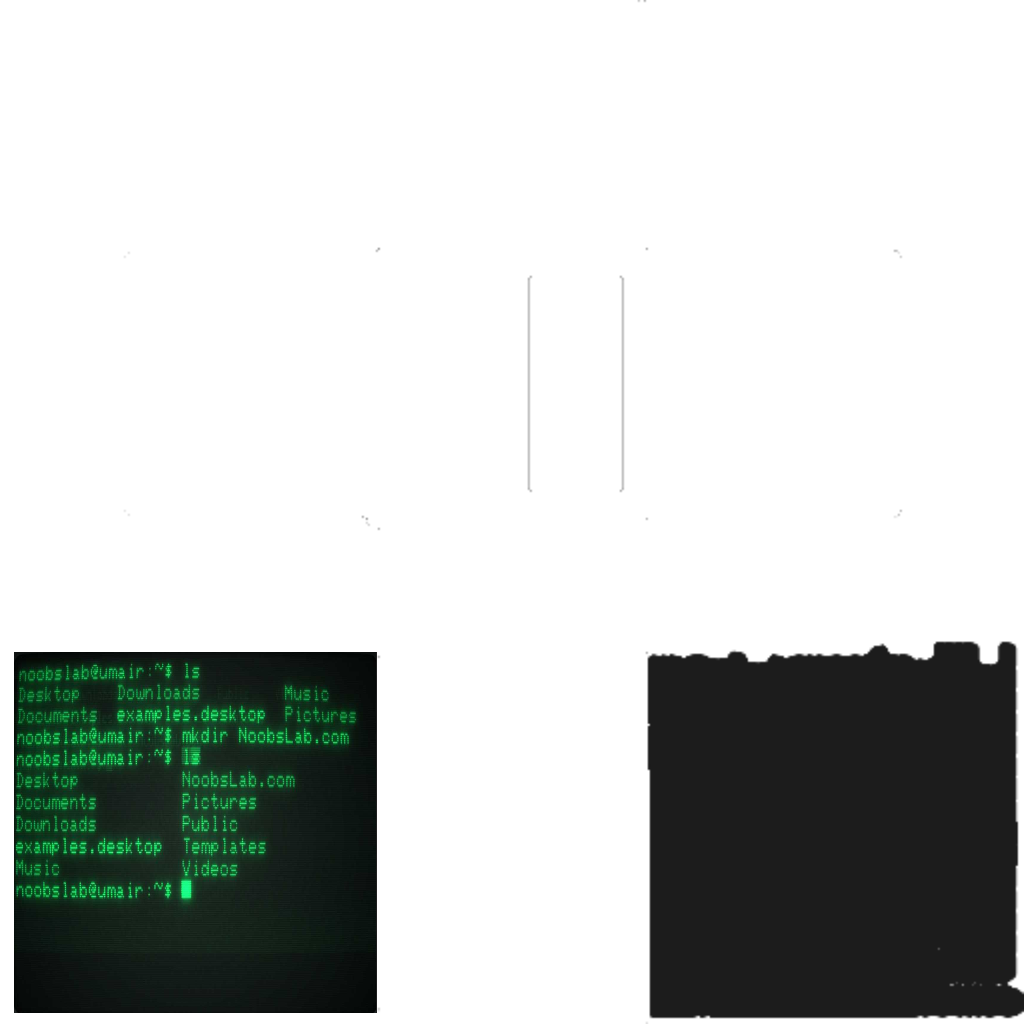 noobslab@umair:~$ ls
Desktop Downloads Music
Documents examples.desktop Pictures
noobslab@umair:~$ mkdir NoobsLab.com
noobslab@umair:~$ ls
Desktop NoobsLab.com
Documents Pictures
Downloads Public
examples.desktop Templates
Music Videos
noobslab@umair:~$